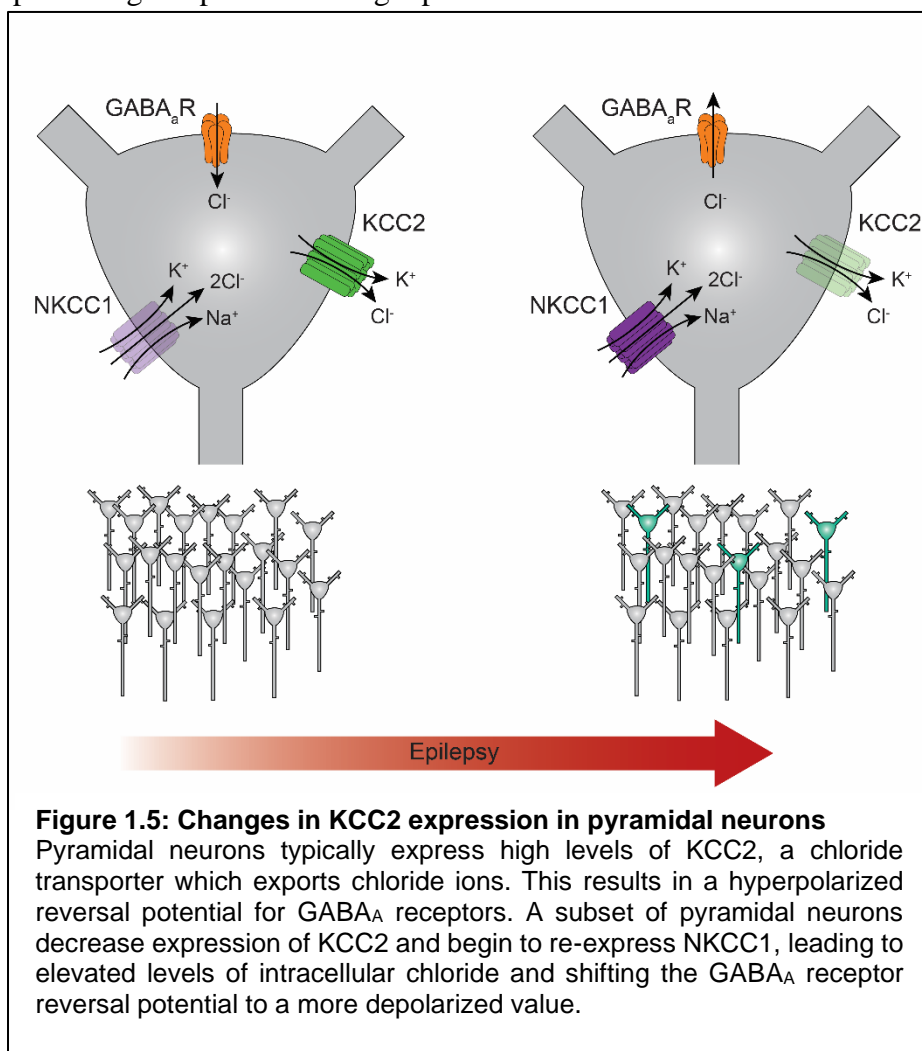 GABAaR
GABAaR
Cl-
Cl-
KCC2
KCC2
K+
2Cl-
K+
K+
2Cl-
K+
NKCC1
Na+
Cl-
NKCC1
Na+
Cl-
Epilepsy
Figure 1.5: Changes in KCC2 expression in pyramidal neurons
Pyramidal neurons typically express high levels of KCC2, a chloride
transporter which exports chloride ions. This results in a hyperpolarized
reversal potential for GABAA receptors. A subset of pyramidal neurons
decrease expression of KCC2 and begin to re-express NKCC1, leading to
elevated levels of intracellular chloride and shifting the GABAA receptor
reversal potential to a more depolarized value.